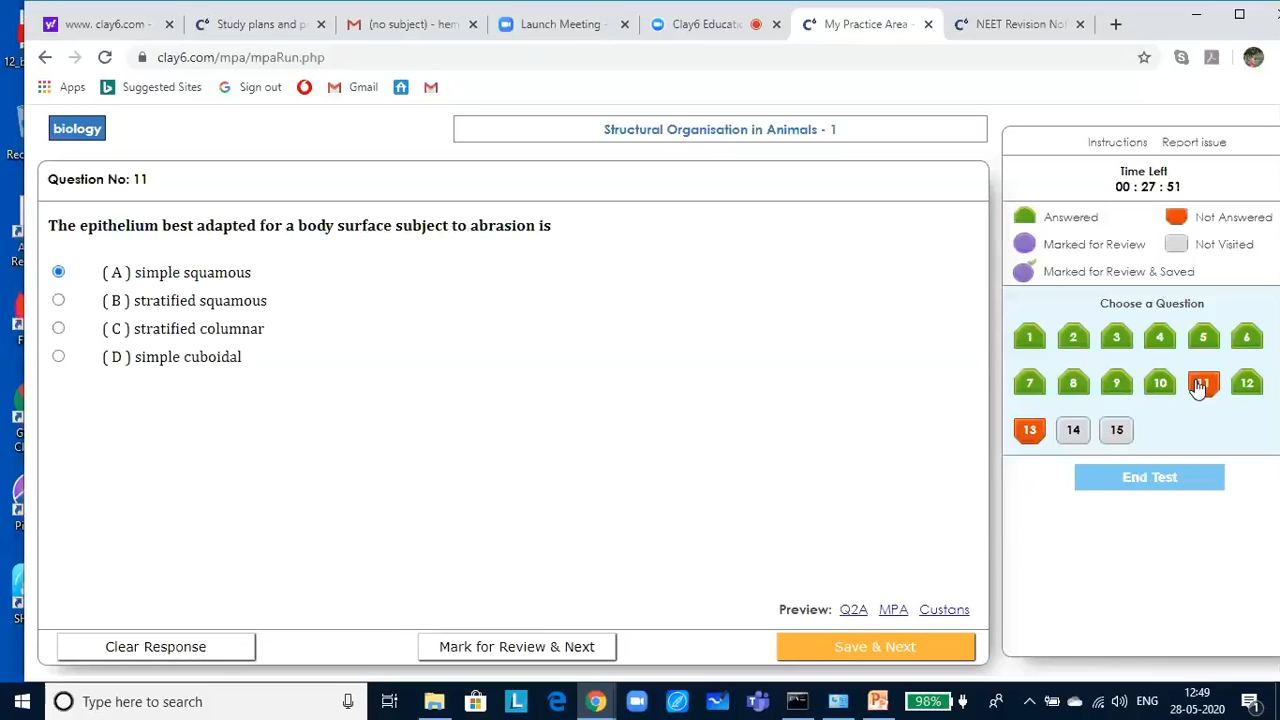 www. clay6.com -
Study plans and p
(no subject) - hem
Launch Meeting -
Clay6 Educati
My Practice Area -
NEET Revision No
clay6.com/mpa/mpaRun.php
Apps
Suggested Sites
Sign out
Gmail
biology
Structural Organisation in Animals - 1
Instructions
Report issue
Time Left
00 : 27 : 51
Question No: 11
Answered
Not Answered
Marked for Review
Not Visited
Marked for Review & Saved
The epithelium best adapted for a body surface subject to abrasion is
( A ) simple squamous
( B ) stratified squamous
( C ) stratified columnar
( D ) simple cuboidal
Choose a Question
1 2 3 4 5 6
7 8 9 10 11 12
13 14 15
End Test
Preview: Q2A MPA Custans
Clear Response
Mark for Review & Next
Save & Next
Type here to search
98%
ENG
12:49
28-05-2020